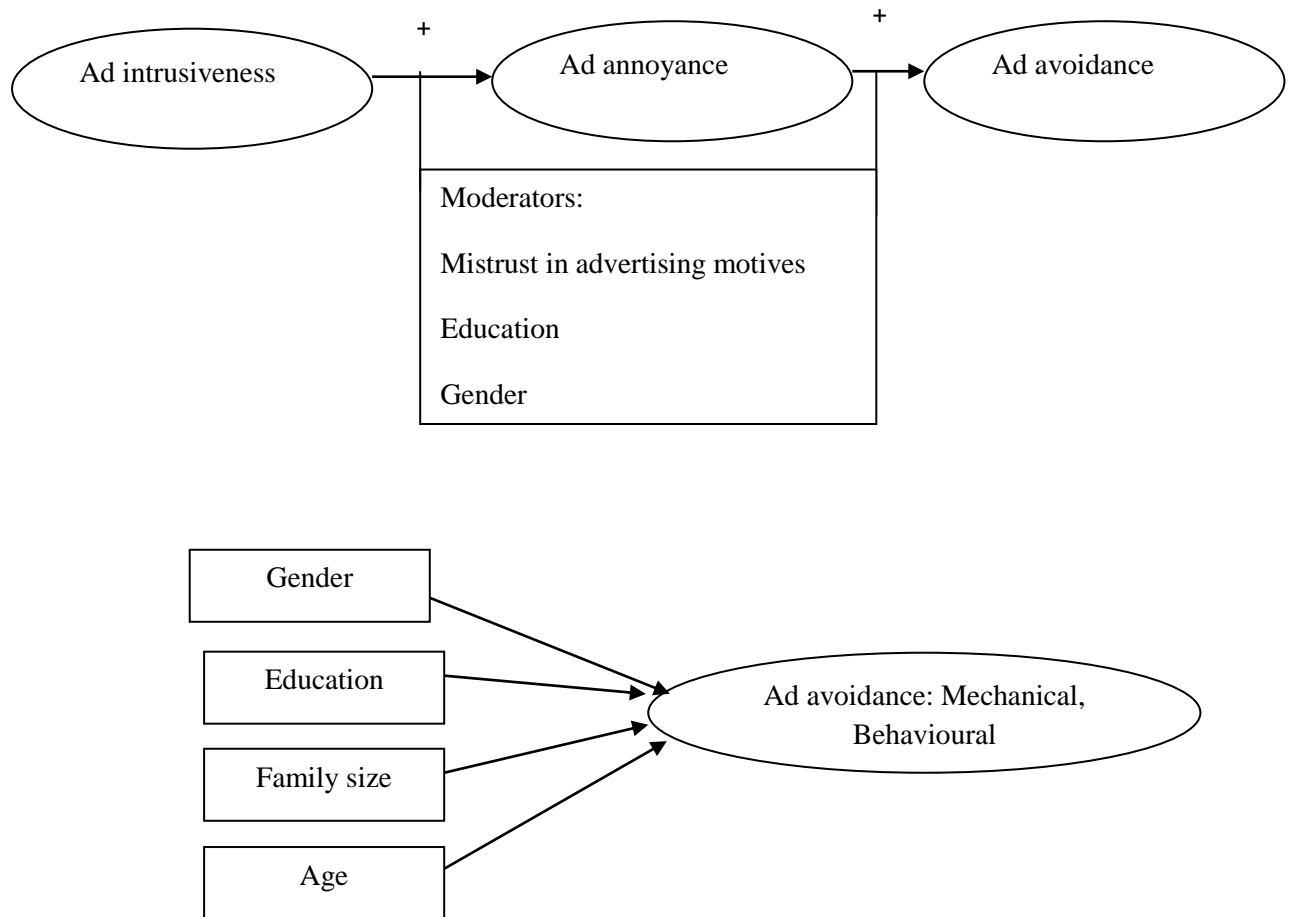 +
+
Ad intrusiveness
Ad annoyance
Ad avoidance
Moderators:
Mistrust in advertising motives
Education
Gender
Gender
Education
Family size
Age
Ad avoidance: Mechanical,
Behavioural